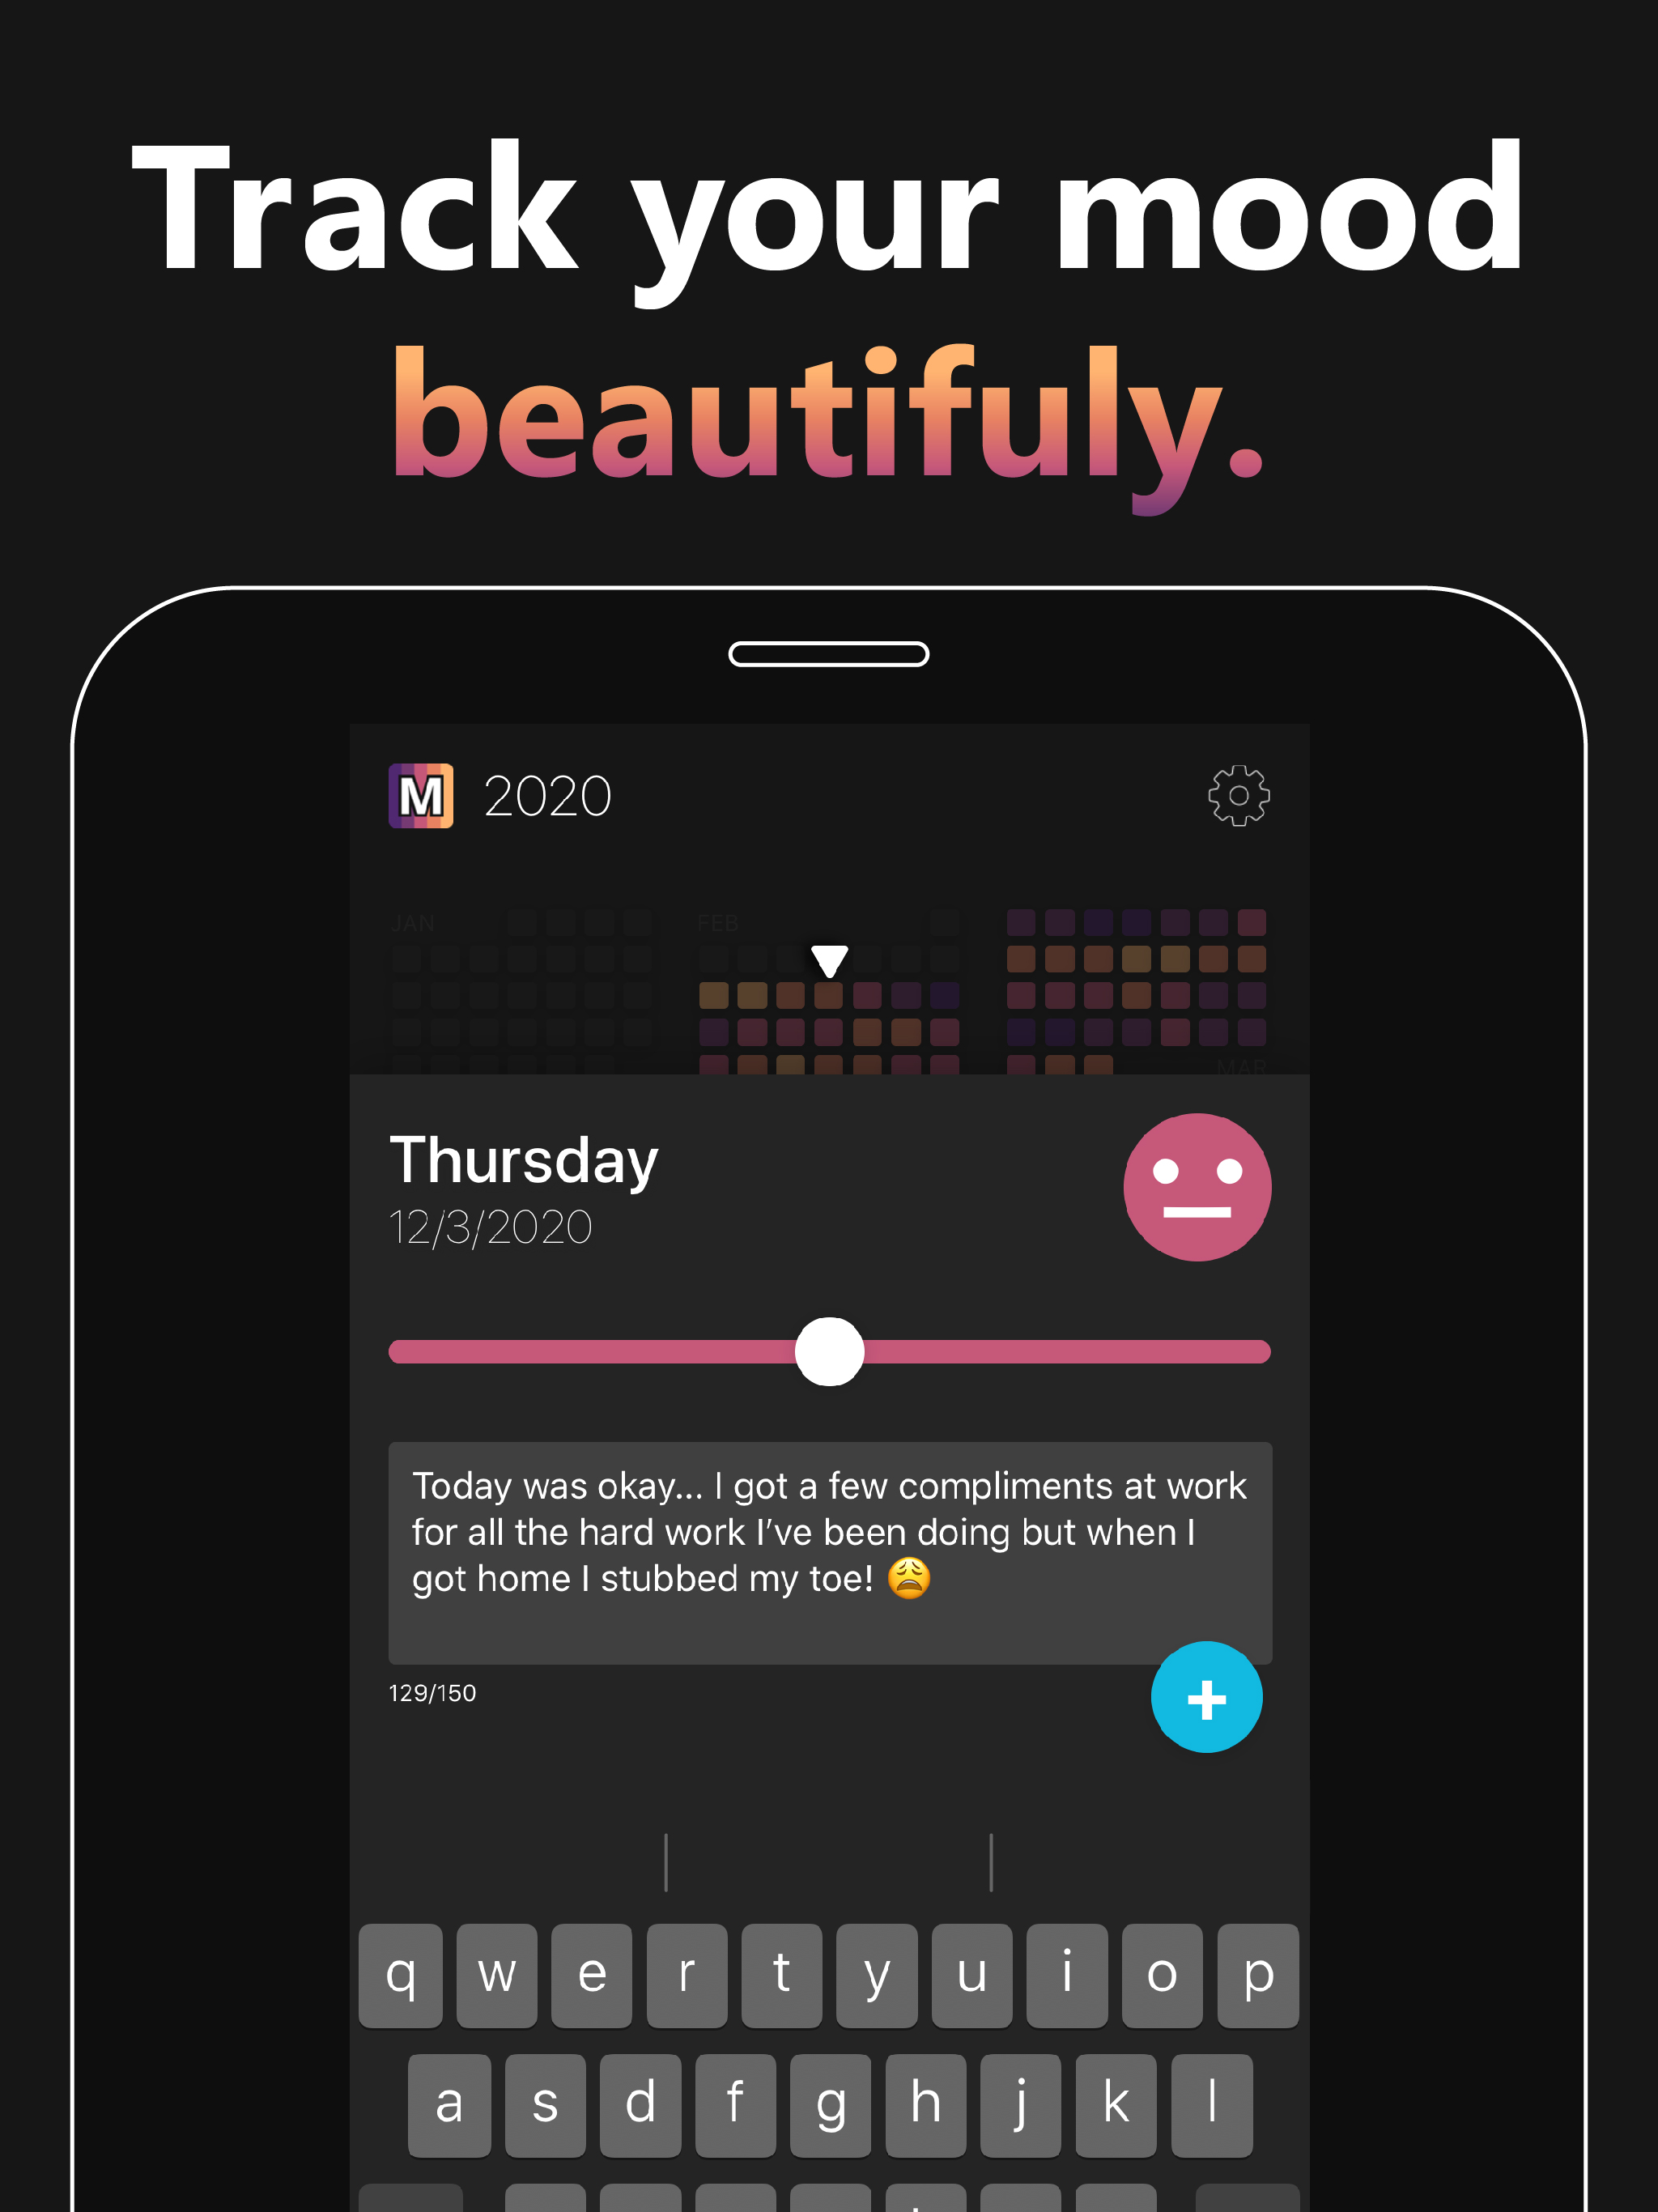 Track your mood
beautifuly.
M 2020
JAN FEB
MAR
Thursday
12/3/2020
Today was okay... I got a few compliments at work
for all the hard work I've been doing but when I
got home I stubbed my toe! 😩
129/150
+
q w e r t y u i o p
a s d f g h j k l